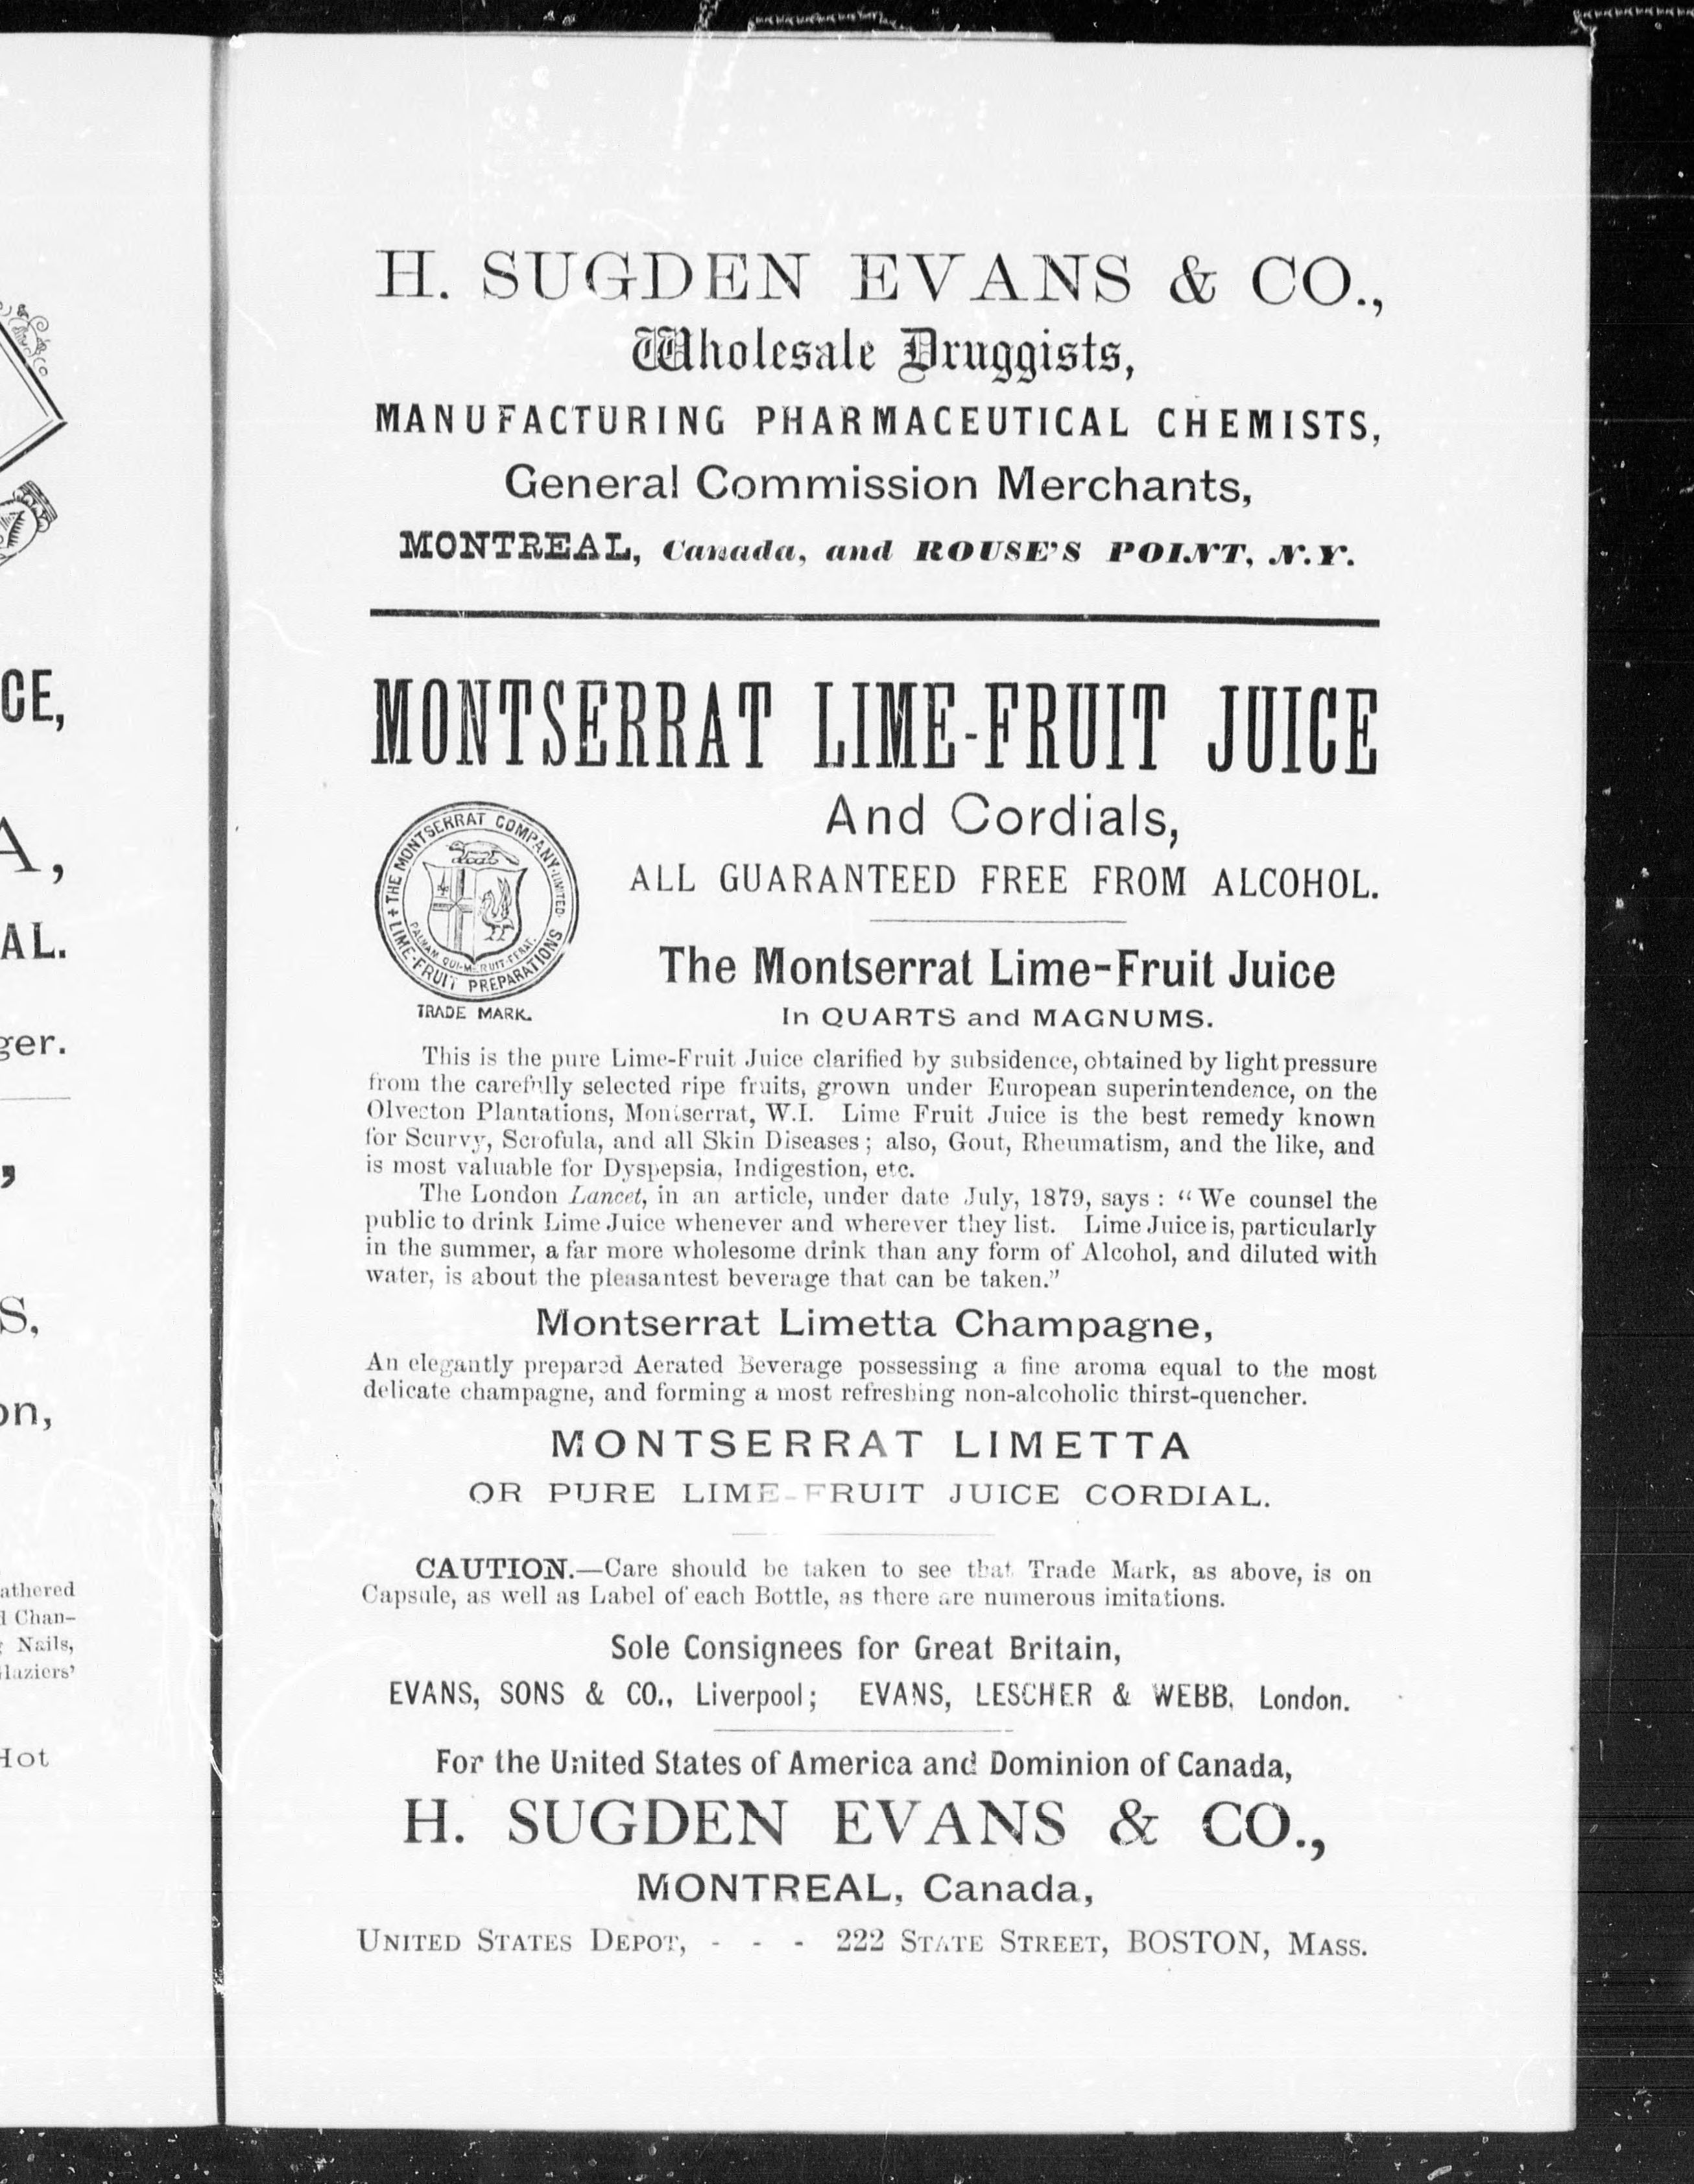 H. SUGDEN EVANS & CO.,
Wholesale Druggists,
MANUFACTURING PHARMACEUTICAL CHEMISTS,
General Commission Merchants,
MONTREAL, Canada, and ROUSE'S POINT, N.Y.
MONTSERRAT LIME-FRUIT JUICE
And Cordials,
ALL GUARANTEED FREE FROM ALCOHOL.
THE MONTSERRAT COMPANY LIMITED
PALMAM QUI MERUIT FERAT
LIME-FRUIT PREPARATIONS
TRADE MARK.
The Montserrat Lime-Fruit Juice
In QUARTS and MAGNUMS.
This is the pure Lime-Fruit Juice clarified by subsidence, obtained by light pressure
from the carefully selected ripe fruits, grown under European superintendence, on the
Olveston Plantations, Montserrat, W.I. Lime Fruit Juice is the best remedy known
for Scurvy, Scrofula, and all Skin Diseases; also, Gout, Rheumatism, and the like, and
is most valuable for Dyspepsia, Indigestion, etc.
The London Lancet, in an article, under date July, 1879, says: "We counsel the
public to drink Lime Juice whenever and wherever they list. Lime Juice is, particularly
in the summer, a far more wholesome drink than any form of Alcohol, and diluted with
water, is about the pleasantest beverage that can be taken."
Montserrat Limetta Champagne,
An elegantly prepared Aerated Beverage possessing a fine aroma equal to the most
delicate champagne, and forming a most refreshing non-alcoholic thirst-quencher.
MONTSERRAT LIMETTA
OR PURE LIME-FRUIT JUICE CORDIAL.
CAUTION.—Care should be taken to see that Trade Mark, as above, is on
Capsule, as well as Label of each Bottle, as there are numerous imitations.
Sole Consignees for Great Britain,
EVANS, SONS & CO., Liverpool; EVANS, LESCHER & WEBB, London.
For the United States of America and Dominion of Canada,
H. SUGDEN EVANS & CO.,
MONTREAL, Canada,
UNITED STATES DEPOT, - - - 222 STATE STREET, BOSTON, MASS.
CE,
A,
AL.
ger.
,
S,
on,
athered
d Chan-
Nails,
laziers'
Hot